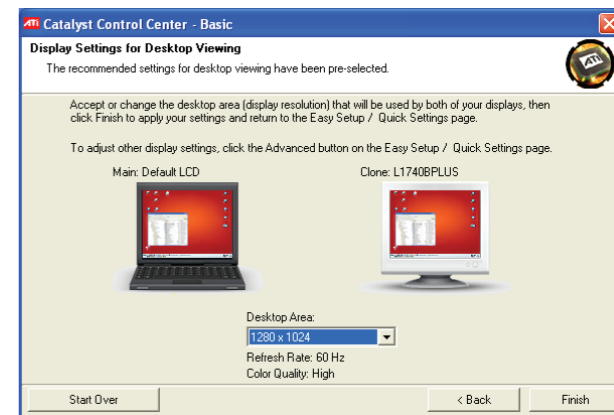 ATI Catalyst Control Center - Basic
Display Settings for Desktop Viewing
The recommended settings for desktop viewing have been pre-selected.
ATI
Accept or change the desktop area (display resolution) that will be used by both of your displays, then
click Finish to apply your settings and return to the Easy Setup / Quick Settings page.
To adjust other display settings, click the Advanced button on the Easy Setup / Quick Settings page.
Main: Default LCD
Clone: L1740BPLUS
Desktop Area:
1280 x 1024
Refresh Rate: 60 Hz
Color Quality: High
Start Over
< Back
Finish